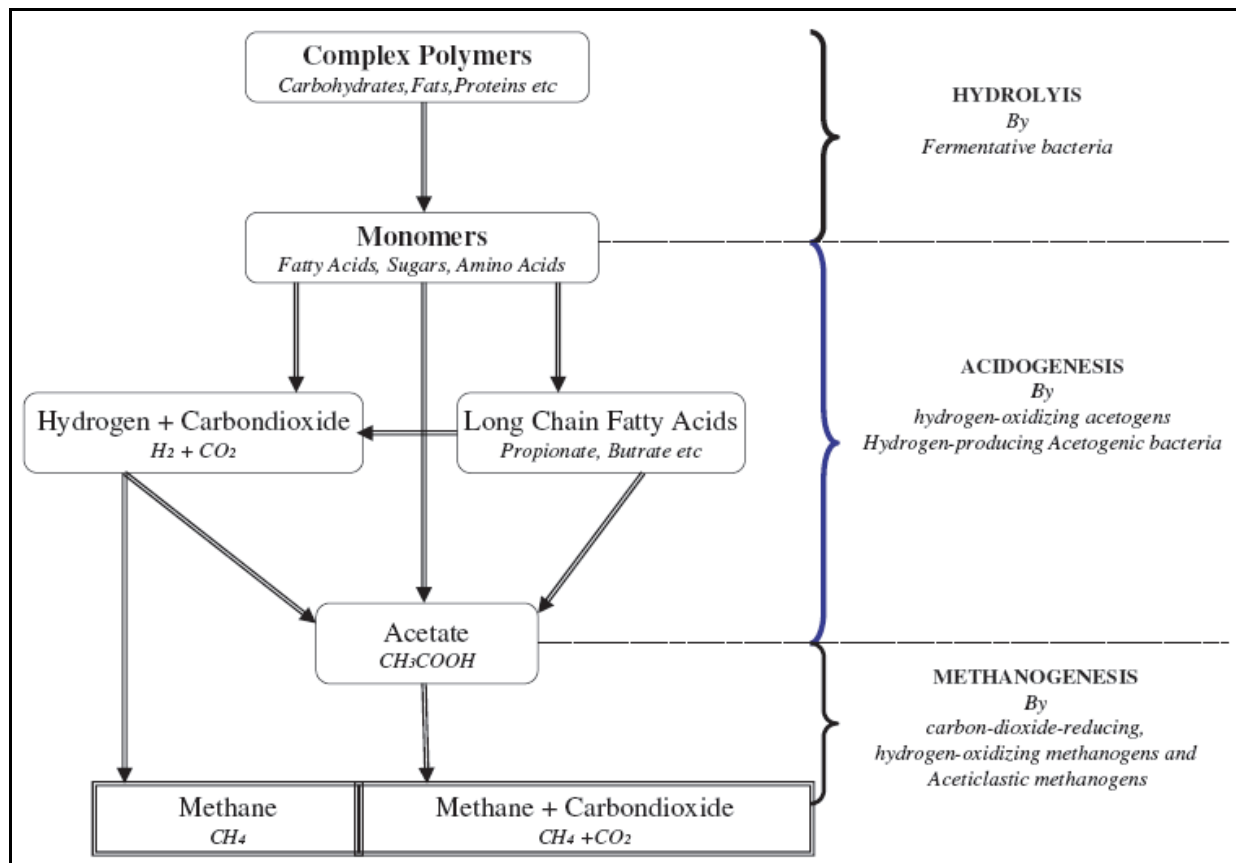 Complex Polymers
Carbohydrates,Fats,Proteins etc
HYDROLYIS
By
Fermentative bacteria
Monomers
Fatty Acids, Sugars, Amino Acids
ACIDOGENESIS
By
hydrogen-oxidizing acetogens
Hydrogen-producing Acetogenic bacteria
Hydrogen + Carbondioxide
H₂ + CO₂
Long Chain Fatty Acids
Propionate, Butrate etc
Acetate
CH₃COOH
METHANOGENESIS
By
carbon-dioxide-reducing,
hydrogen-oxidizing methanogens and
Aceticlastic methanogens
Methane
CH₄
Methane + Carbondioxide
CH₄ +CO₂